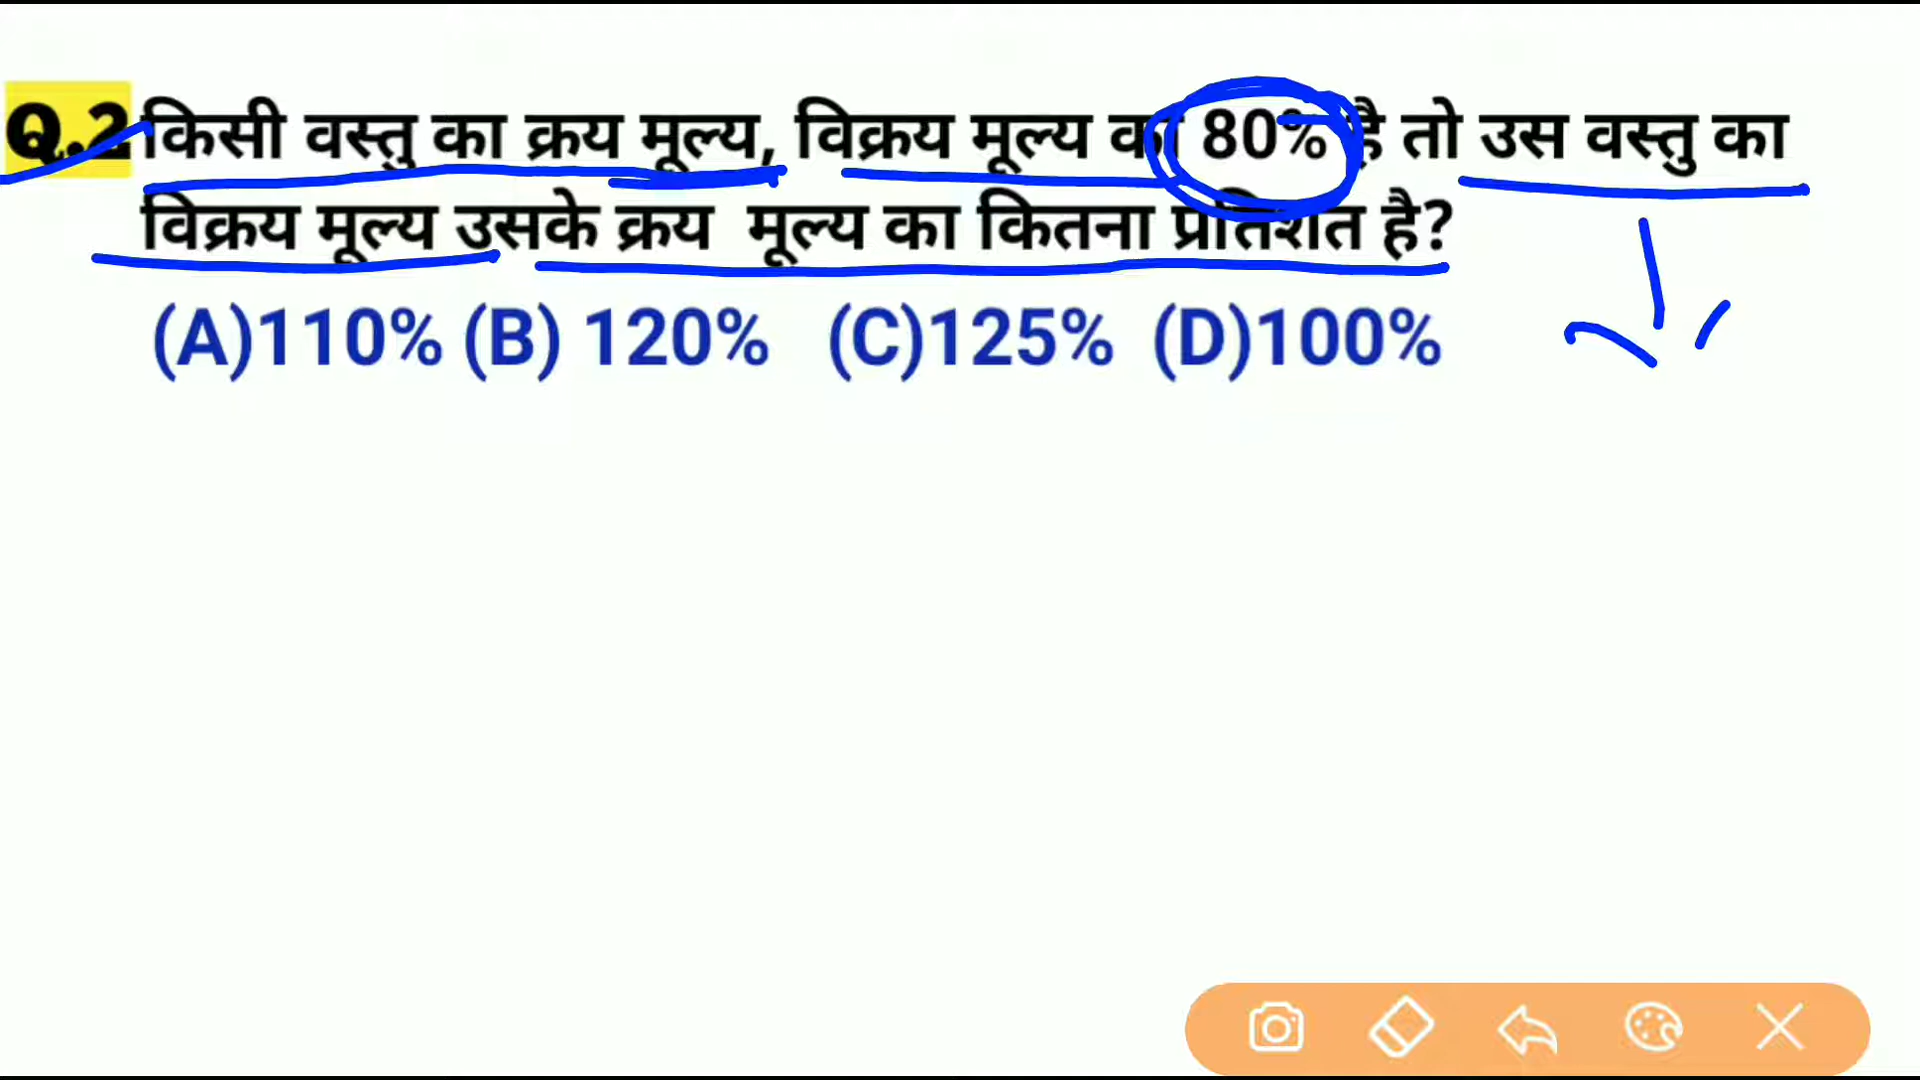 Q.2 किसी वस्तु का क्रय मूल्य, विक्रय मूल्य का 80% है तो उस वस्तु का
विक्रय मूल्य उसके क्रय मूल्य का कितना प्रतिशत है?
(A)110% (B) 120% (C)125% (D)100%